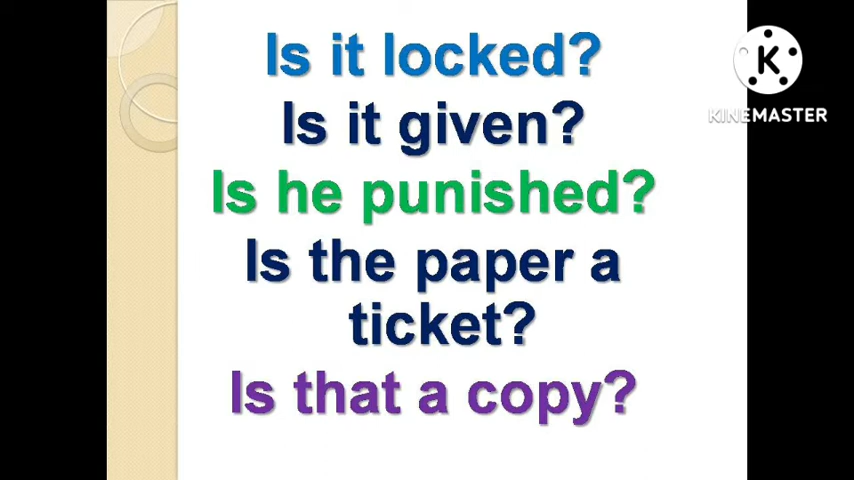 Is it locked?
KINEMASTER
Is it given?
Is he punished?
Is the paper a
ticket?
Is that a copy?